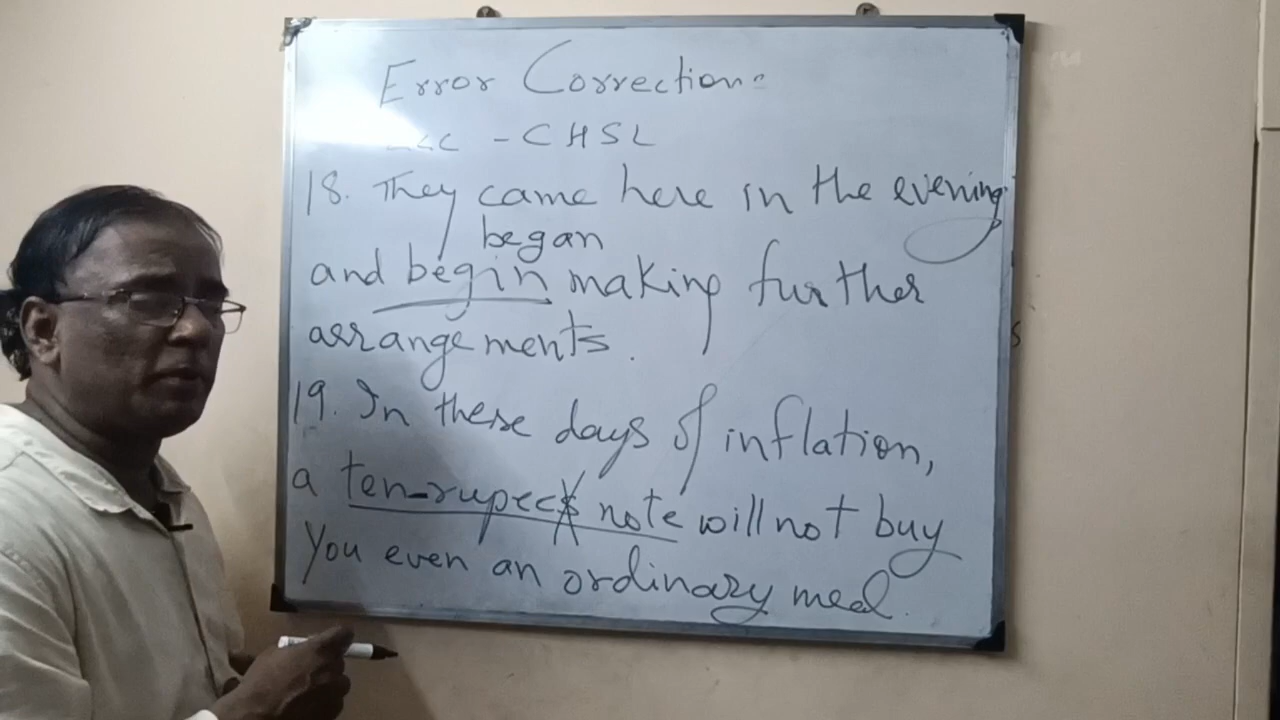 Error Correction:
- CHSL
18. They came here in the evening
began
and begin making further
arrangements.
19. In these days of inflation,
a ten-rupees note will not buy
You even an ordinary meal.